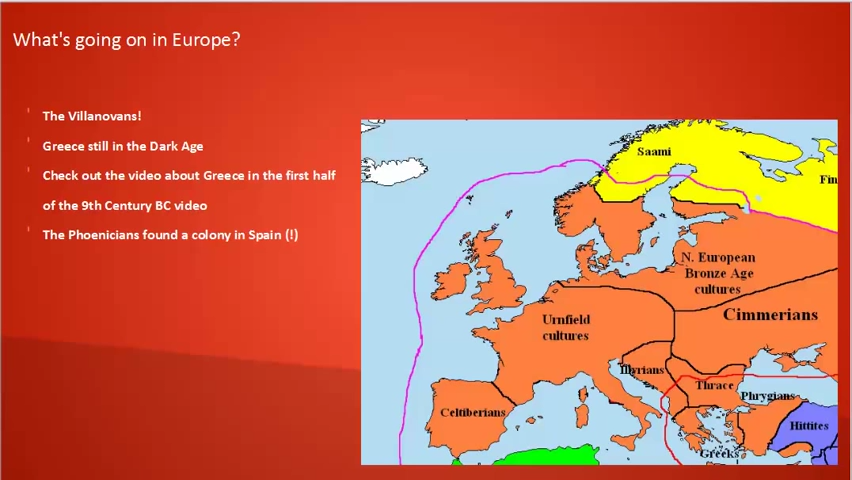 What's going on in Europe?
The Villanovans!
Greece still in the Dark Age
Check out the video about Greece in the first half
of the 9th Century BC video
The Phoenicians found a colony in Spain (!)
Saami
Fin
N. European
Bronze Age
cultures
Cimmerians
Urnfield
cultures
Illyrians
Thrace
Phrygians
Celtiberians
Hittites
Greeks